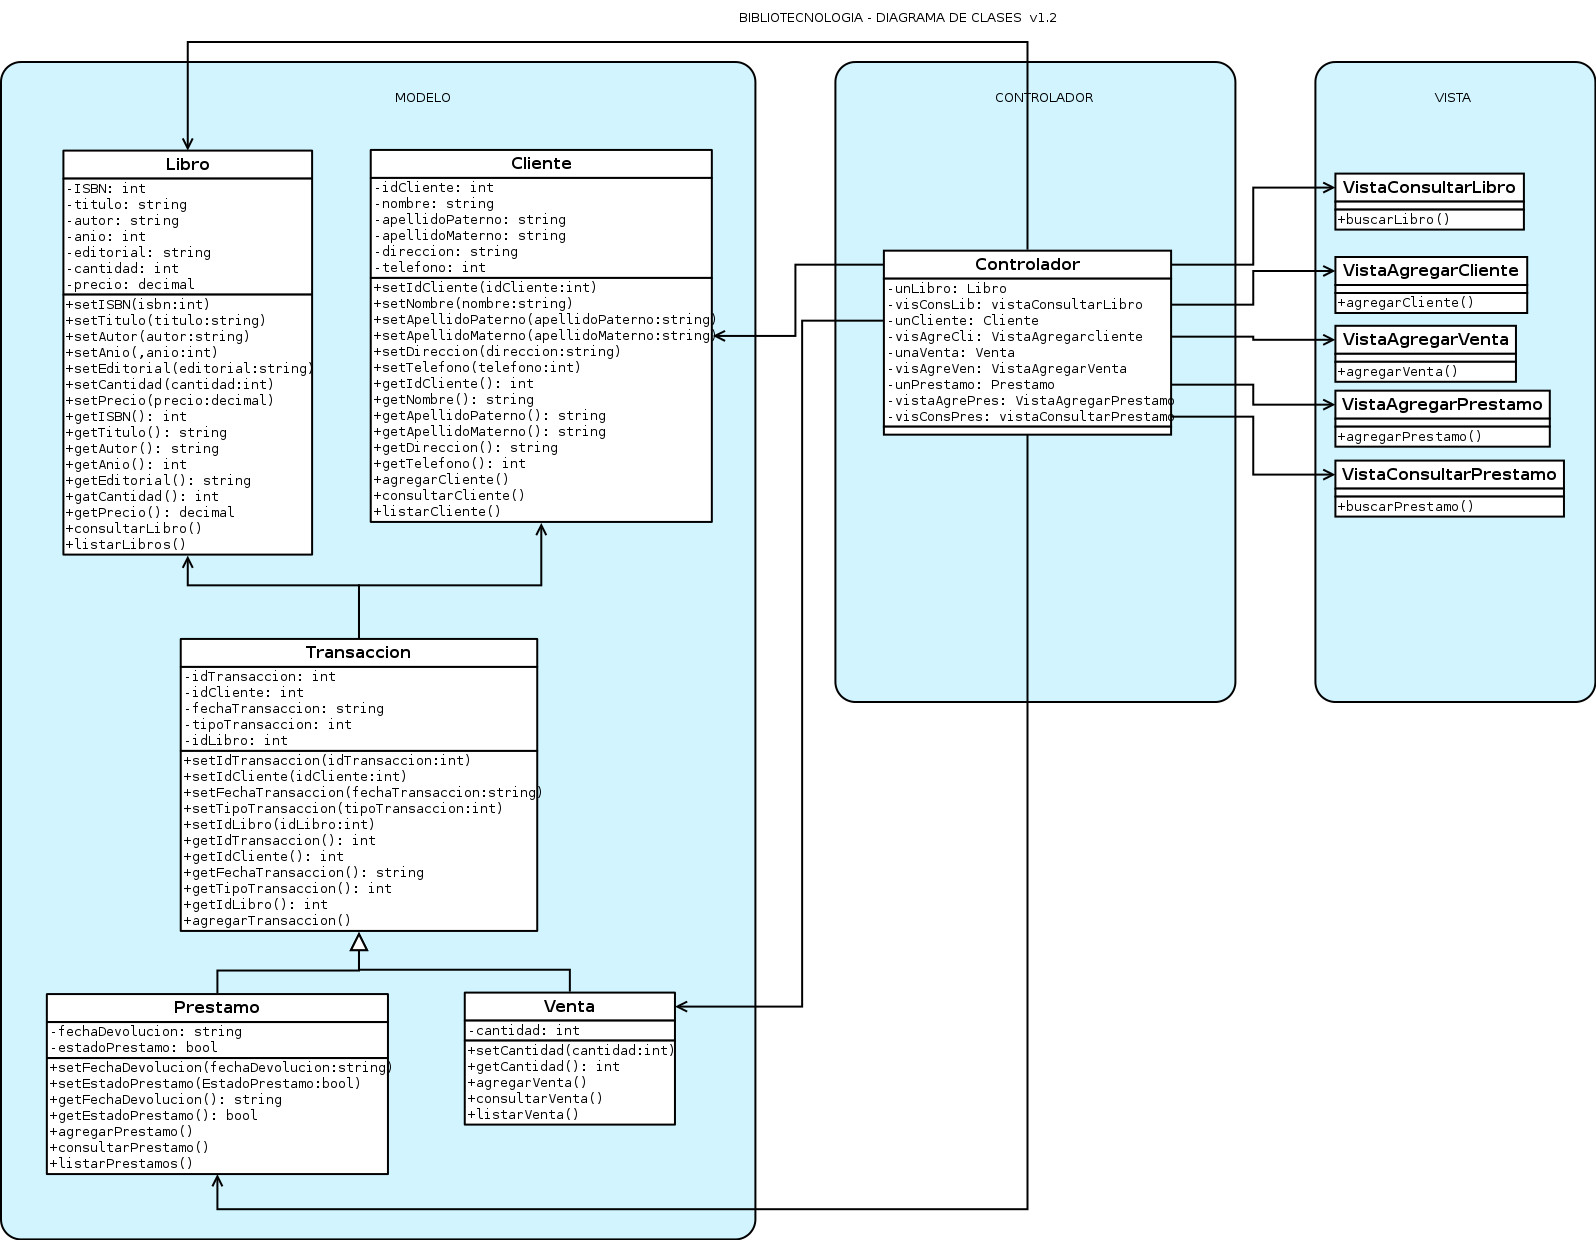 BIBLIOTECNOLOGIA - DIAGRAMA DE CLASES  v1.2
MODELO
Libro
-ISBN: int
-titulo: string
-autor: string
-anio: int
-editorial: string
-cantidad: int
-precio: decimal
+setISBN(isbn:int)
+setTitulo(titulo:string)
+setAutor(autor:string)
+setAnio(,anio:int)
+setEditorial(editorial:string)
+setCantidad(cantidad:int)
+setPrecio(precio:decimal)
+getISBN(): int
+getTitulo(): string
+getAutor(): string
+getAnio(): int
+getEditorial(): string
+gatCantidad(): int
+getPrecio(): decimal
+consultarLibro()
+listarLibros()
Cliente
-idCliente: int
-nombre: string
-apellidoPaterno: string
-apellidoMaterno: string
-direccion: string
-telefono: int
+setIdCliente(idCliente:int)
+setNombre(nombre:string)
+setApellidoPaterno(apellidoPaterno:string)
+setApellidoMaterno(apellidoMaterno:string)
+setDireccion(direccion:string)
+setTelefono(telefono:int)
+getIdCliente(): int
+getNombre(): string
+getApellidoPaterno(): string
+getApellidoMaterno(): string
+getDireccion(): string
+getTelefono(): int
+agregarCliente()
+consultarCliente()
+listarCliente()
Transaccion
-idTransaccion: int
-idCliente: int
-fechaTransaccion: string
-tipoTransaccion: int
-idLibro: int
+setIdTransaccion(idTransaccion:int)
+setIdCliente(idCliente:int)
+setFechaTransaccion(fechaTransaccion:string)
+setTipoTransaccion(tipoTransaccion:int)
+setIdLibro(idLibro:int)
+getIdTransaccion(): int
+getIdCliente(): int
+getFechaTransaccion(): string
+getTipoTransaccion(): int
+getIdLibro(): int
+agregarTransaccion()
Prestamo
-fechaDevolucion: string
-estadoPrestamo: bool
+setFechaDevolucion(fechaDevolucion:string)
+setEstadoPrestamo(EstadoPrestamo:bool)
+getFechaDevolucion(): string
+getEstadoPrestamo(): bool
+agregarPrestamo()
+consultarPrestamo()
+listarPrestamos()
Venta
-cantidad: int
+setCantidad(cantidad:int)
+getCantidad(): int
+agregarVenta()
+consultarVenta()
+listarVenta()
CONTROLADOR
Controlador
-unLibro: Libro
-visConsLib: vistaConsultarLibro
-unCliente: Cliente
-visAgreCli: VistaAgregarcliente
-unaVenta: Venta
-visAgreVen: VistaAgregarVenta
-unPrestamo: Prestamo
-vistaAgrePres: VistaAgregarPrestamo
-visConsPres: vistaConsultarPrestamo
VISTA
VistaConsultarLibro
+buscarLibro()
VistaAgregarCliente
+agregarCliente()
VistaAgregarVenta
+agregarVenta()
VistaAgregarPrestamo
+agregarPrestamo()
VistaConsultarPrestamo
+buscarPrestamo()